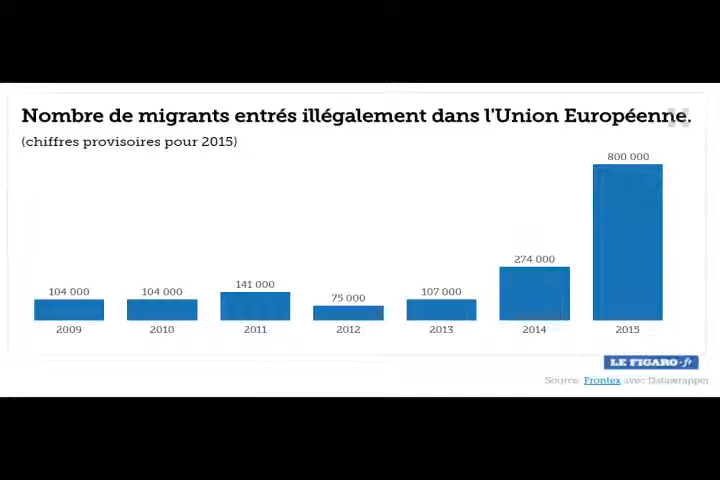 Nombre de migrants entrés illégalement dans l'Union Européenne.
(chiffres provisoires pour 2015)
800 000
274 000
141 000
104 000 104 000 107 000
75 000
2009 2010 2011 2012 2013 2014 2015
LE FIGARO·fr
Source: Frontex avec Datawrapper